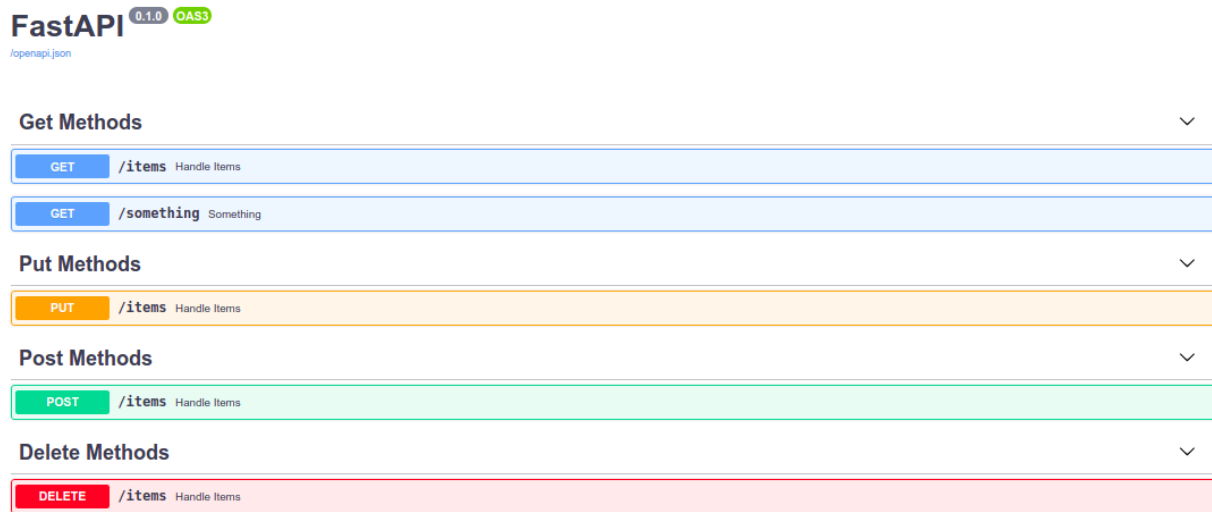 FastAPI 0.1.0 OAS3
/openapi.json
Get Methods
GET /items Handle Items
GET /something Something
Put Methods
PUT /items Handle Items
Post Methods
POST /items Handle Items
Delete Methods
DELETE /items Handle Items